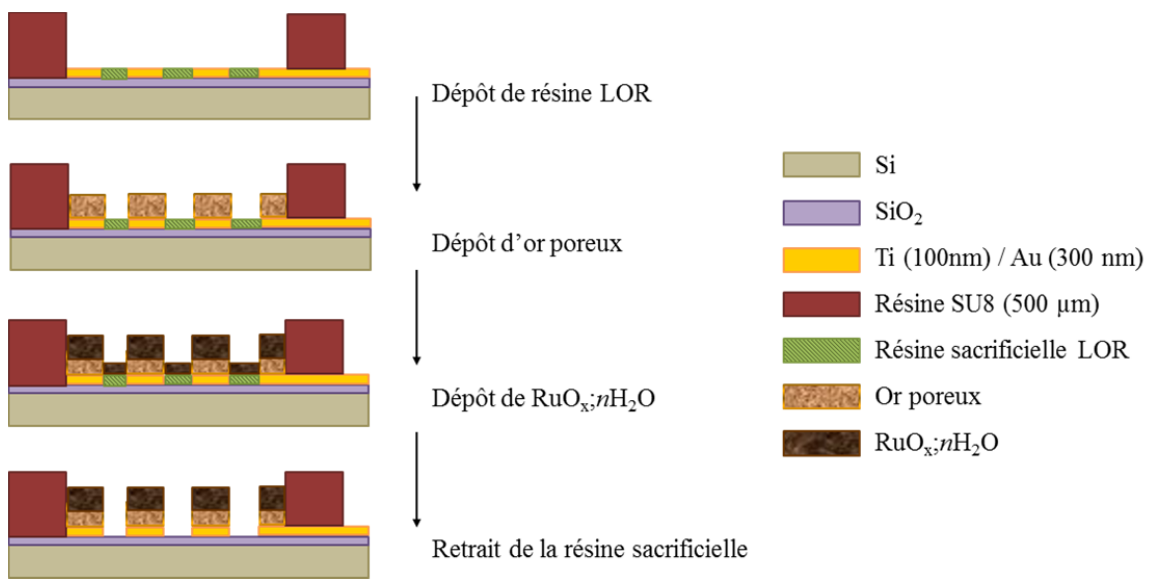 Dépôt de résine LOR
Dépôt d'or poreux
Dépôt de RuOₓ;nH₂O
Retrait de la résine sacrificielle
Si
SiO₂
Ti (100nm) / Au (300 nm)
Résine SU8 (500 µm)
Résine sacrificielle LOR
Or poreux
RuOₓ;nH₂O